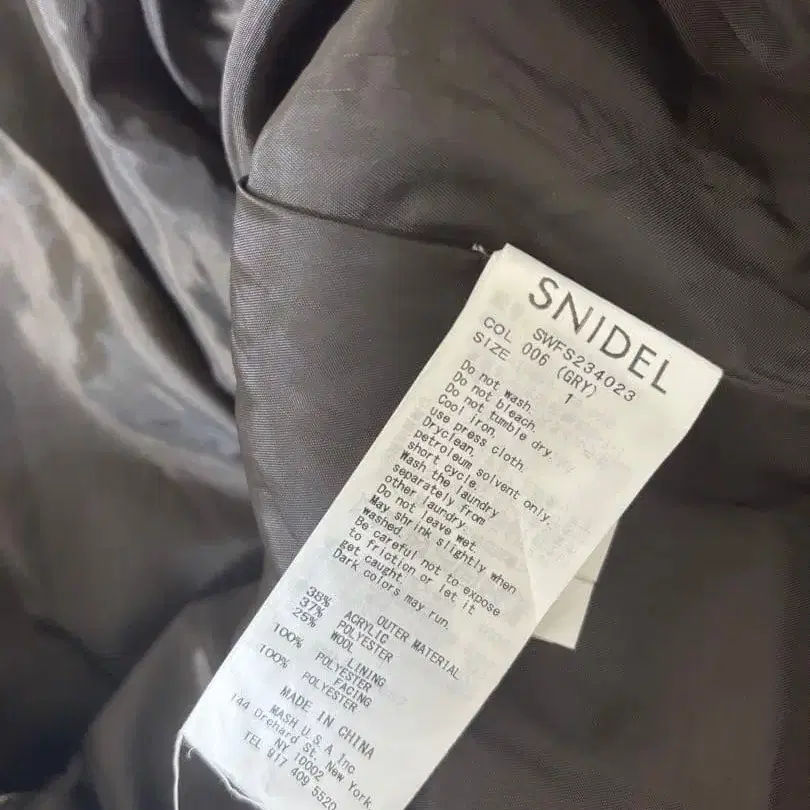 SNIDEL
SWFS234023
COL 006 (GRY)
SIZE 1
Do not wash.
Do not bleach.
Do not tumble dry.
Cool iron,
use press cloth.
Dryclean,
petroleum solvent only,
short cycle.
Wash the laundry
separately from
other laundry.
Do not leave wet.
May shrink slightly when
washed.
Be careful not to expose
to friction or let it
get caught.
Dark colors may run.
OUTER MATERIAL
38% ACRYLIC
37% POLYESTER
25% WOOL
LINING
100% POLYESTER
FACING
100% POLYESTER
MADE IN CHINA
MASH U.S.A Inc.
144 Orchard St. New York
NY 10002
TEL 917 409 5520